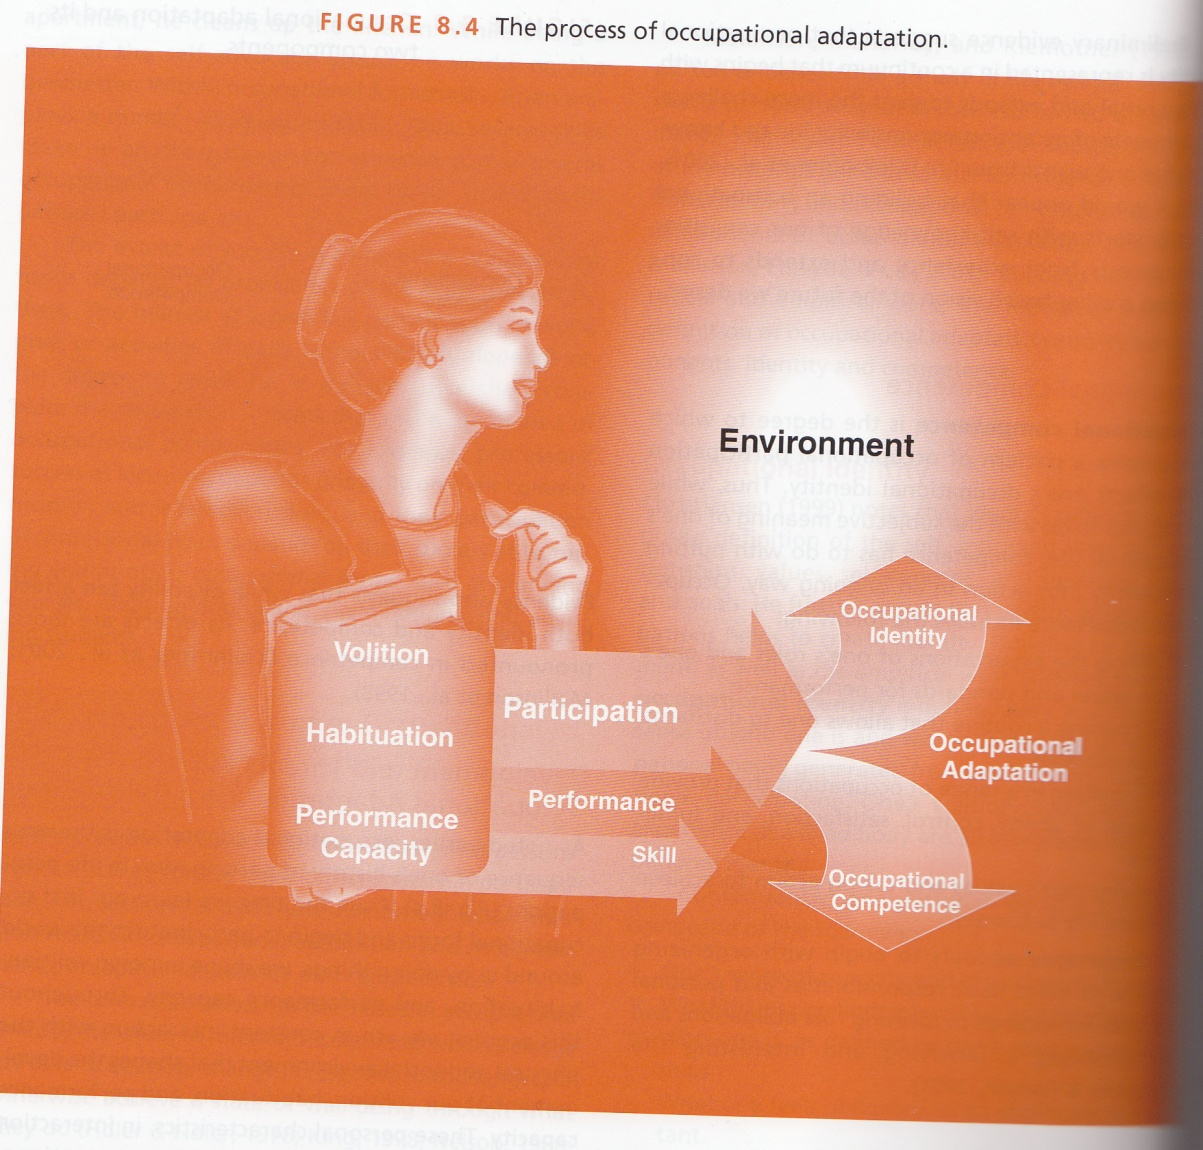 FIGURE 8.4 The process of occupational adaptation.
Environment
Occupational
Identity
Volition
Participation
Habituation
Occupational
Adaptation
Performance
Performance
Capacity
Skill
Occupational
Competence